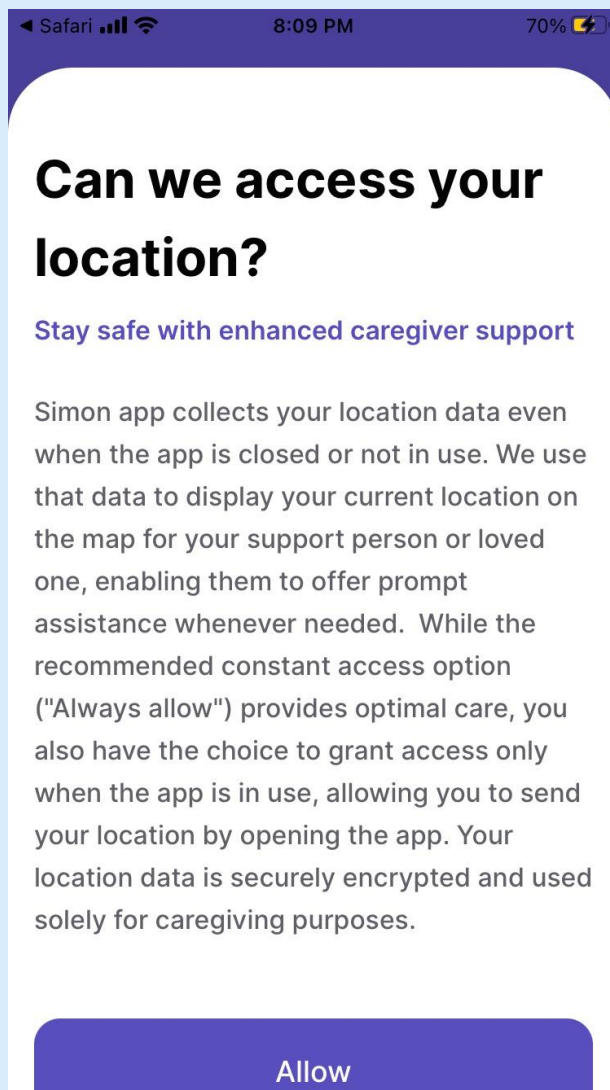 Safari 8:09 PM 70%
Can we access your
location?
Stay safe with enhanced caregiver support
Simon app collects your location data even
when the app is closed or not in use. We use
that data to display your current location on
the map for your support person or loved
one, enabling them to offer prompt
assistance whenever needed.  While the
recommended constant access option
("Always allow") provides optimal care, you
also have the choice to grant access only
when the app is in use, allowing you to send
your location by opening the app. Your
location data is securely encrypted and used
solely for caregiving purposes.
Allow